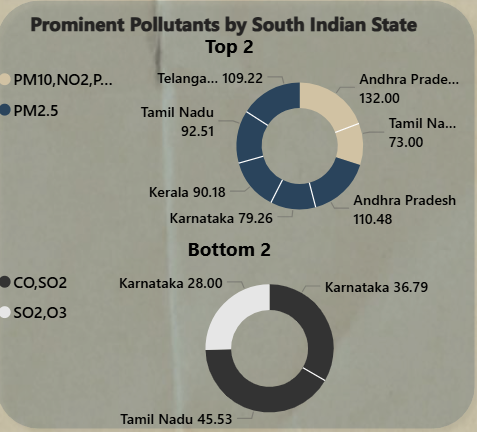 Prominent Pollutants by South Indian State
Top 2
PM10,NO2,P...
PM2.5
Telanga... 109.22
Andhra Prade...
132.00
Tamil Nadu
92.51
Tamil Na...
73.00
Kerala 90.18
Karnataka 79.26
Andhra Pradesh
110.48
Bottom 2
CO,SO2
SO2,O3
Karnataka 28.00
Karnataka 36.79
Tamil Nadu 45.53